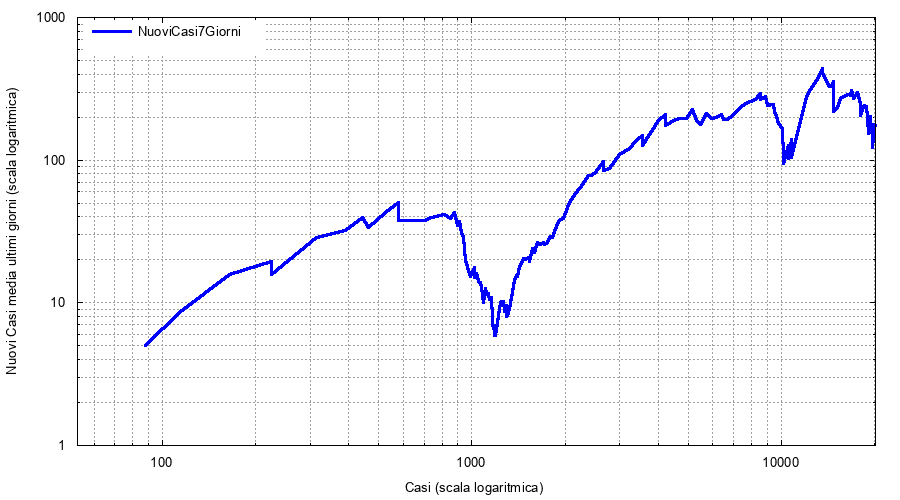 1000
NuoviCasi7Giorni
100
10
1
Nuovi Casi media ultimi giorni (scala logaritmica)
100
1000
10000
Casi (scala logaritmica)